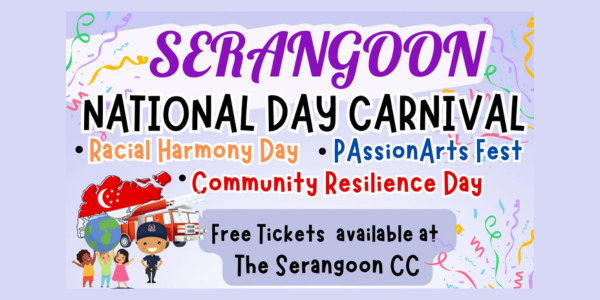 SERANGOON
NATIONAL DAY CARNIVAL
• Racial Harmony Day • PAssionArts Fest
• Community Resilience Day
Free Tickets available at
The Serangoon CC